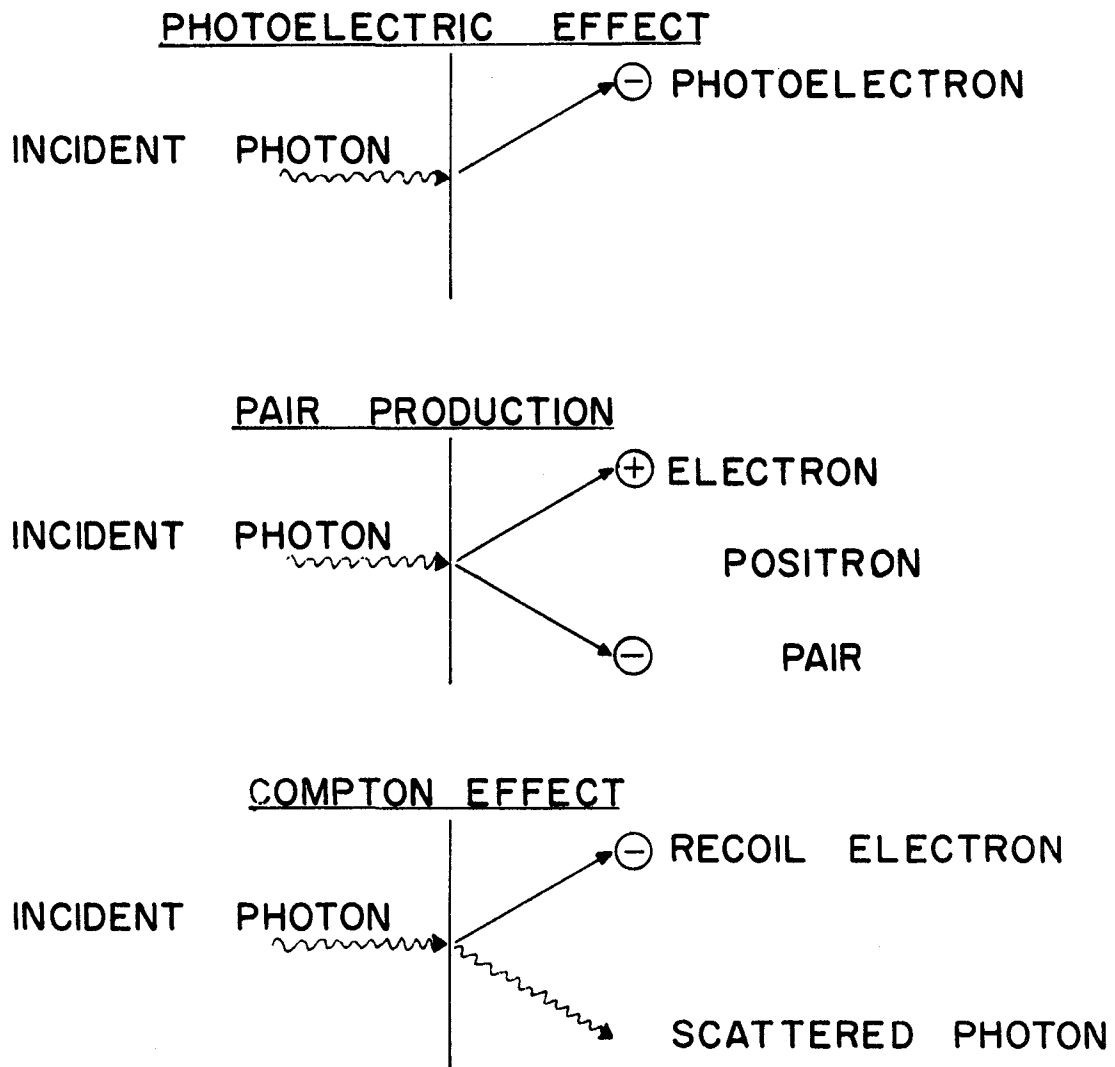 PHOTOELECTRIC EFFECT
− PHOTOELECTRON
INCIDENT PHOTON
PAIR PRODUCTION
+ ELECTRON
INCIDENT PHOTON
POSITRON
− PAIR
COMPTON EFFECT
− RECOIL ELECTRON
INCIDENT PHOTON
SCATTERED PHOTON